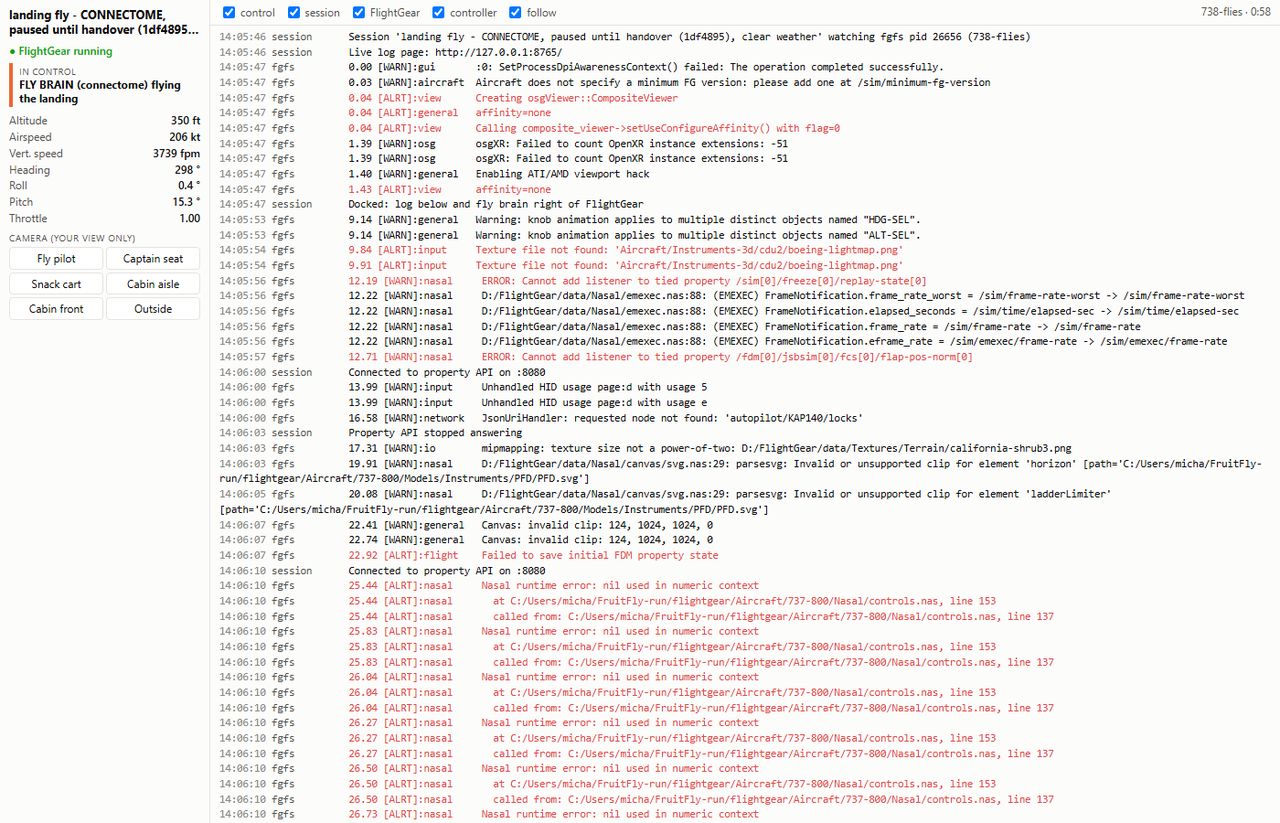 landing fly - CONNECTOME,
paused until handover (1df4895...
● FlightGear running
IN CONTROL
FLY BRAIN (connectome) flying
the landing
Altitude 350 ft
Airspeed 206 kt
Vert. speed 3739 fpm
Heading 298 °
Roll 0.4 °
Pitch 15.3 °
Throttle 1.00
CAMERA (YOUR VIEW ONLY)
Fly pilot Captain seat
Snack cart Cabin aisle
Cabin front Outside
control session FlightGear controller follow 738-flies · 0:58
14:05:46 session Session 'landing fly - CONNECTOME, paused until handover (1df4895), clear weather' watching fgfs pid 26656 (738-flies)
14:05:46 session Live log page: http://127.0.0.1:8765/
14:05:47 fgfs 0.00 [WARN]:gui :0: SetProcessDpiAwarenessContext() failed: The operation completed successfully.
14:05:47 fgfs 0.03 [WARN]:aircraft Aircraft does not specify a minimum FG version: please add one at /sim/minimum-fg-version
14:05:47 fgfs 0.04 [ALRT]:view Creating osgViewer::CompositeViewer
14:05:47 fgfs 0.04 [ALRT]:general affinity=none
14:05:47 fgfs 0.04 [ALRT]:view Calling composite_viewer->setUseConfigureAffinity() with flag=0
14:05:47 fgfs 1.39 [WARN]:osg osgXR: Failed to count OpenXR instance extensions: -51
14:05:47 fgfs 1.39 [WARN]:osg osgXR: Failed to count OpenXR instance extensions: -51
14:05:47 fgfs 1.40 [WARN]:general Enabling ATI/AMD viewport hack
14:05:47 fgfs 1.43 [ALRT]:view affinity=none
14:05:47 session Docked: log below and fly brain right of FlightGear
14:05:53 fgfs 9.14 [WARN]:general Warning: knob animation applies to multiple distinct objects named "HDG-SEL".
14:05:53 fgfs 9.14 [WARN]:general Warning: knob animation applies to multiple distinct objects named "ALT-SEL".
14:05:54 fgfs 9.84 [ALRT]:input Texture file not found: 'Aircraft/Instruments-3d/cdu2/boeing-lightmap.png'
14:05:54 fgfs 9.91 [ALRT]:input Texture file not found: 'Aircraft/Instruments-3d/cdu2/boeing-lightmap.png'
14:05:56 fgfs 12.19 [ALRT]:nasal ERROR: Cannot add listener to tied property /sim[0]/freeze[0]/replay-state[0]
14:05:56 fgfs 12.22 [WARN]:nasal D:/FlightGear/data/Nasal/emexec.nas:88: (EMEXEC) FrameNotification.frame_rate_worst = /sim/frame-rate-worst -> /sim/frame-rate-worst
14:05:56 fgfs 12.22 [WARN]:nasal D:/FlightGear/data/Nasal/emexec.nas:88: (EMEXEC) FrameNotification.elapsed_seconds = /sim/time/elapsed-sec -> /sim/time/elapsed-sec
14:05:56 fgfs 12.22 [WARN]:nasal D:/FlightGear/data/Nasal/emexec.nas:88: (EMEXEC) FrameNotification.frame_rate = /sim/frame-rate -> /sim/frame-rate
14:05:56 fgfs 12.22 [WARN]:nasal D:/FlightGear/data/Nasal/emexec.nas:88: (EMEXEC) FrameNotification.eframe_rate = /sim/emexec/frame-rate -> /sim/emexec/frame-rate
14:05:57 fgfs 12.71 [WARN]:nasal ERROR: Cannot add listener to tied property /fdm[0]/jsbsim[0]/fcs[0]/flap-pos-norm[0]
14:06:00 session Connected to property API on :8080
14:06:00 fgfs 13.99 [WARN]:input Unhandled HID usage page:d with usage 5
14:06:00 fgfs 13.99 [WARN]:input Unhandled HID usage page:d with usage e
14:06:00 fgfs 16.58 [WARN]:network JsonUriHandler: requested node not found: 'autopilot/KAP140/locks'
14:06:03 session Property API stopped answering
14:06:03 fgfs 17.31 [WARN]:io mipmapping: texture size not a power-of-two: D:/FlightGear/data/Textures/Terrain/california-shrub3.png
14:06:03 fgfs 19.91 [WARN]:nasal D:/FlightGear/data/Nasal/canvas/svg.nas:29: parsesvg: Invalid or unsupported clip for element 'horizon' [path='C:/Users/micha/FruitFly-
run/flightgear/Aircraft/737-800/Models/Instruments/PFD/PFD.svg']
14:06:05 fgfs 20.08 [WARN]:nasal D:/FlightGear/data/Nasal/canvas/svg.nas:29: parsesvg: Invalid or unsupported clip for element 'ladderLimiter'
[path='C:/Users/micha/FruitFly-run/flightgear/Aircraft/737-800/Models/Instruments/PFD/PFD.svg']
14:06:07 fgfs 22.41 [WARN]:general Canvas: invalid clip: 124, 1024, 1024, 0
14:06:07 fgfs 22.74 [WARN]:general Canvas: invalid clip: 124, 1024, 1024, 0
14:06:07 fgfs 22.92 [ALRT]:flight Failed to save initial FDM property state
14:06:10 session Connected to property API on :8080
14:06:10 fgfs 25.44 [ALRT]:nasal Nasal runtime error: nil used in numeric context
14:06:10 fgfs 25.44 [ALRT]:nasal at C:/Users/micha/FruitFly-run/flightgear/Aircraft/737-800/Nasal/controls.nas, line 153
14:06:10 fgfs 25.44 [ALRT]:nasal called from: C:/Users/micha/FruitFly-run/flightgear/Aircraft/737-800/Nasal/controls.nas, line 137
14:06:10 fgfs 25.83 [ALRT]:nasal Nasal runtime error: nil used in numeric context
14:06:10 fgfs 25.83 [ALRT]:nasal at C:/Users/micha/FruitFly-run/flightgear/Aircraft/737-800/Nasal/controls.nas, line 153
14:06:10 fgfs 25.83 [ALRT]:nasal called from: C:/Users/micha/FruitFly-run/flightgear/Aircraft/737-800/Nasal/controls.nas, line 137
14:06:10 fgfs 26.04 [ALRT]:nasal Nasal runtime error: nil used in numeric context
14:06:10 fgfs 26.04 [ALRT]:nasal at C:/Users/micha/FruitFly-run/flightgear/Aircraft/737-800/Nasal/controls.nas, line 153
14:06:10 fgfs 26.04 [ALRT]:nasal called from: C:/Users/micha/FruitFly-run/flightgear/Aircraft/737-800/Nasal/controls.nas, line 137
14:06:10 fgfs 26.27 [ALRT]:nasal Nasal runtime error: nil used in numeric context
14:06:10 fgfs 26.27 [ALRT]:nasal at C:/Users/micha/FruitFly-run/flightgear/Aircraft/737-800/Nasal/controls.nas, line 153
14:06:10 fgfs 26.27 [ALRT]:nasal called from: C:/Users/micha/FruitFly-run/flightgear/Aircraft/737-800/Nasal/controls.nas, line 137
14:06:10 fgfs 26.50 [ALRT]:nasal Nasal runtime error: nil used in numeric context
14:06:10 fgfs 26.50 [ALRT]:nasal at C:/Users/micha/FruitFly-run/flightgear/Aircraft/737-800/Nasal/controls.nas, line 153
14:06:10 fgfs 26.50 [ALRT]:nasal called from: C:/Users/micha/FruitFly-run/flightgear/Aircraft/737-800/Nasal/controls.nas, line 137
14:06:10 fgfs 26.73 [ALRT]:nasal Nasal runtime error: nil used in numeric context